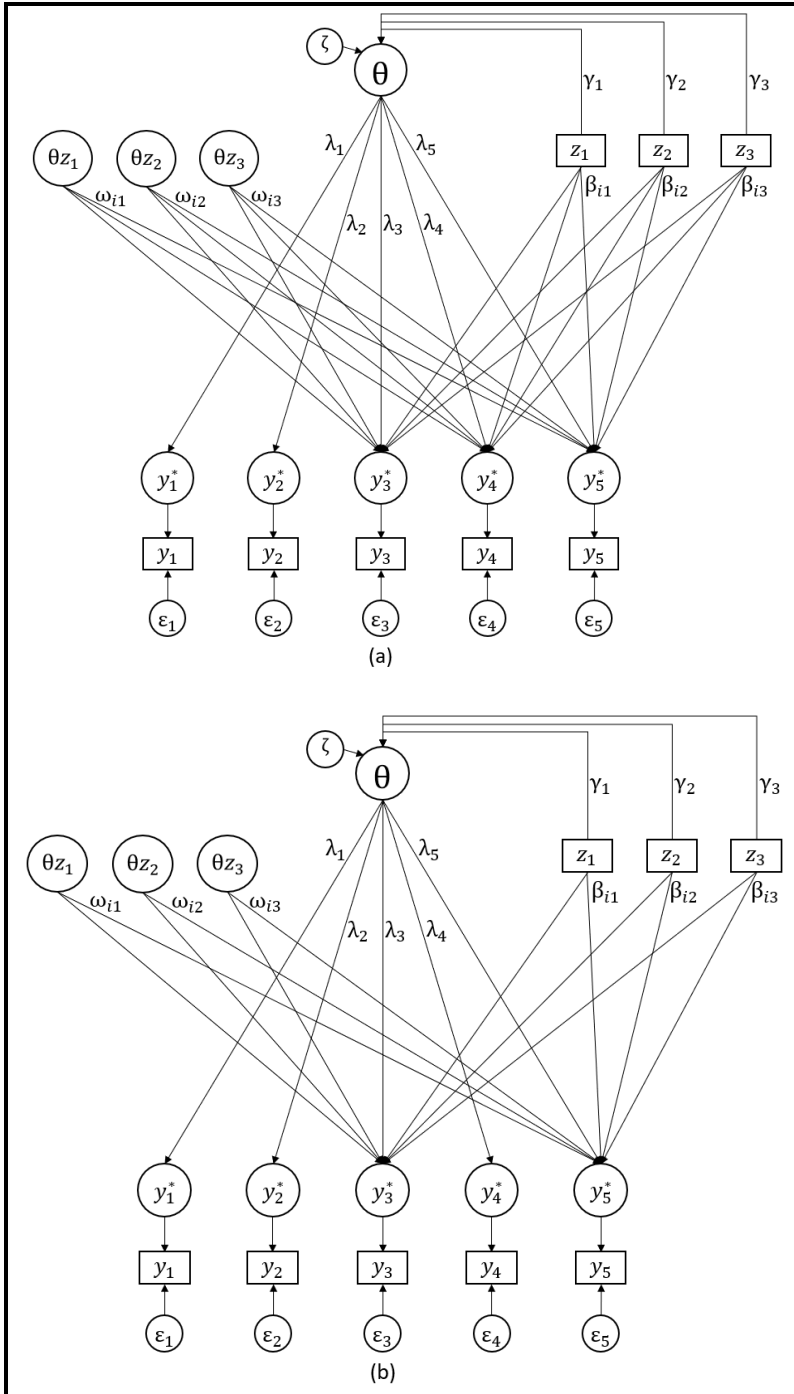 ζ
θ
γ₁ γ₂ γ₃
θz₁ θz₂ θz₃ λ₁ λ₅ z₁ z₂ z₃
ωᵢ₁ ωᵢ₂ ωᵢ₃ βᵢ₁ βᵢ₂ βᵢ₃
λ₂ λ₃ λ₄
y₁* y₂* y₃* y₄* y₅*
y₁ y₂ y₃ y₄ y₅
ε₁ ε₂ ε₃ ε₄ ε₅
(a)
ζ
θ
γ₁ γ₂ γ₃
θz₁ θz₂ θz₃ λ₁ λ₅ z₁ z₂ z₃
ωᵢ₁ ωᵢ₂ ωᵢ₃ βᵢ₁ βᵢ₂ βᵢ₃
λ₂ λ₃ λ₄
y₁* y₂* y₃* y₄* y₅*
y₁ y₂ y₃ y₄ y₅
ε₁ ε₂ ε₃ ε₄ ε₅
(b)